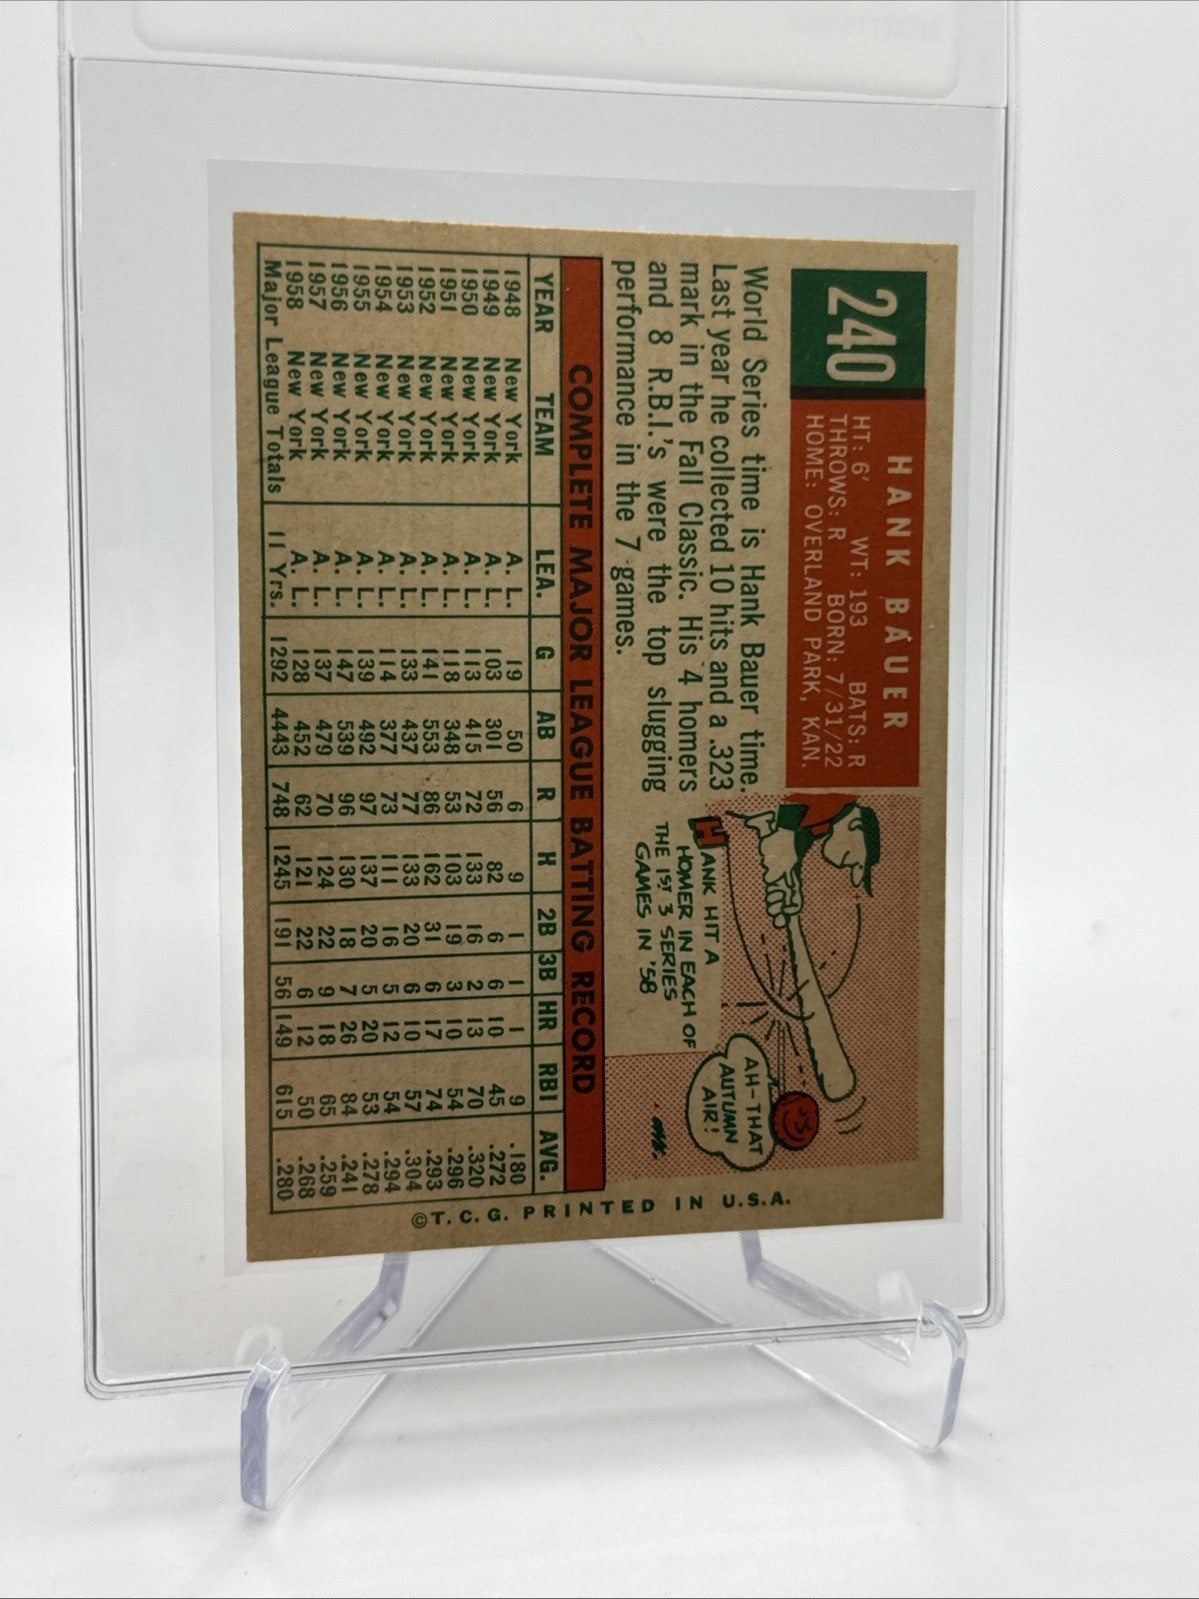 240
HANK BAUER
HT: 6' WT: 193 BATS: R
THROWS: R BORN: 7/31/22
HOME: OVERLAND PARK, KAN.
World Series time is Hank Bauer time.
Last year he collected 10 hits and a .323
mark in the Fall Classic. His 4 homers
and 8 R.B.I.'s were the top slugging
performance in the 7 games.
HANK HIT A
HOMER IN EACH OF
THE 1ST 3 SERIES
GAMES IN '58
AH-THAT
AUTUMN
AIR!
COMPLETE MAJOR LEAGUE BATTING RECORD
YEAR TEAM LEA. G AB R H 2B 3B HR RBI AVG.
1948 New York A. L. 19 50 6 9 1 1 1 9 .180
1949 New York A. L. 103 301 56 82 6 6 10 45 .272
1950 New York A. L. 113 415 72 133 16 2 13 70 .320
1951 New York A. L. 118 348 53 103 19 3 10 54 .296
1952 New York A. L. 141 553 86 162 31 6 17 74 .293
1953 New York A. L. 133 437 77 133 20 6 10 57 .304
1954 New York A. L. 114 377 73 111 16 5 12 54 .294
1955 New York A. L. 139 492 97 137 20 5 20 53 .278
1956 New York A. L. 147 539 96 130 18 7 26 84 .241
1957 New York A. L. 137 479 70 124 22 9 18 65 .259
1958 New York A. L. 128 452 62 121 22 6 12 50 .268
Major League Totals 11 Yrs. 1292 4443 748 1245 191 56 149 615 .280
©T. C. G. PRINTED IN U.S.A.